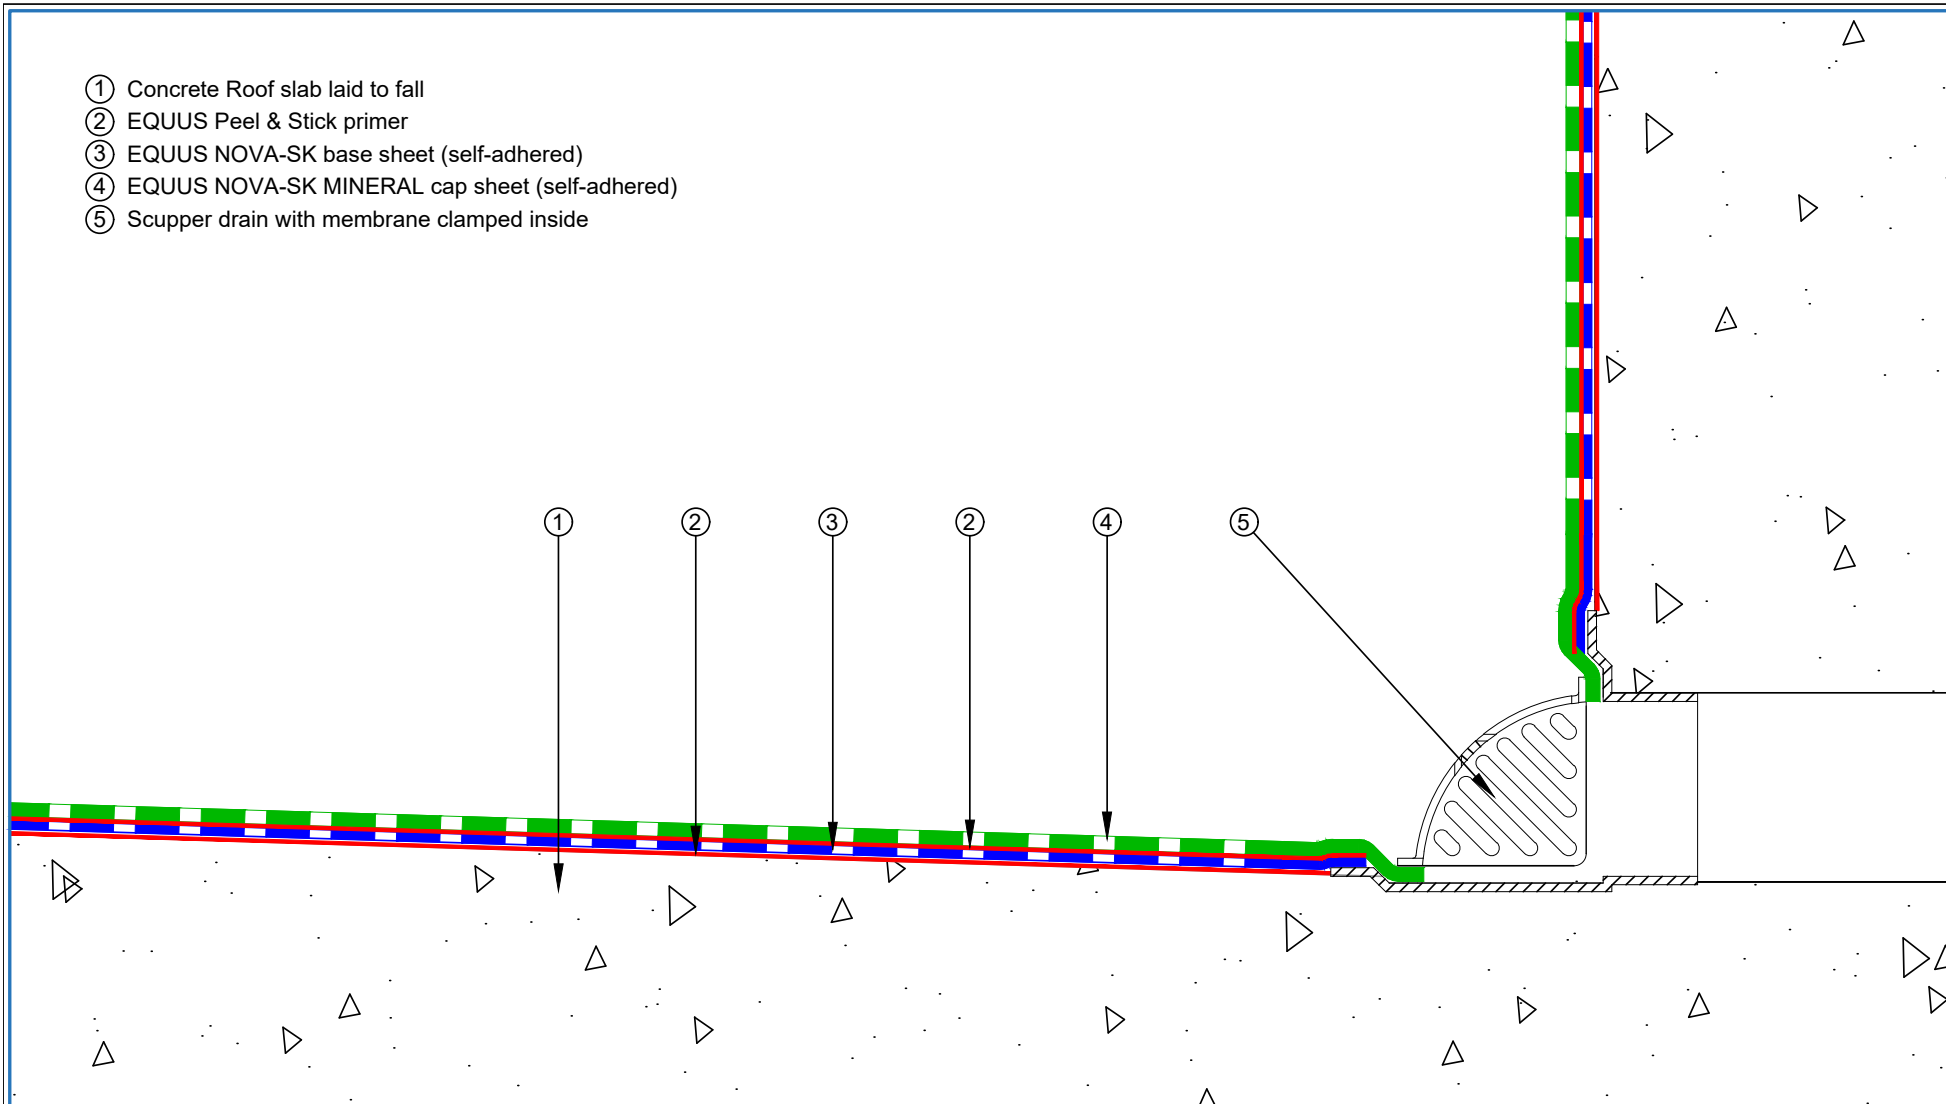 ① Concrete Roof slab laid to fall
② EQUUS Peel & Stick primer
③ EQUUS NOVA-SK base sheet (self-adhered)
④ EQUUS NOVA-SK MINERAL cap sheet (self-adhered)
⑤ Scupper drain with membrane clamped inside
① ② ③ ② ④ ⑤